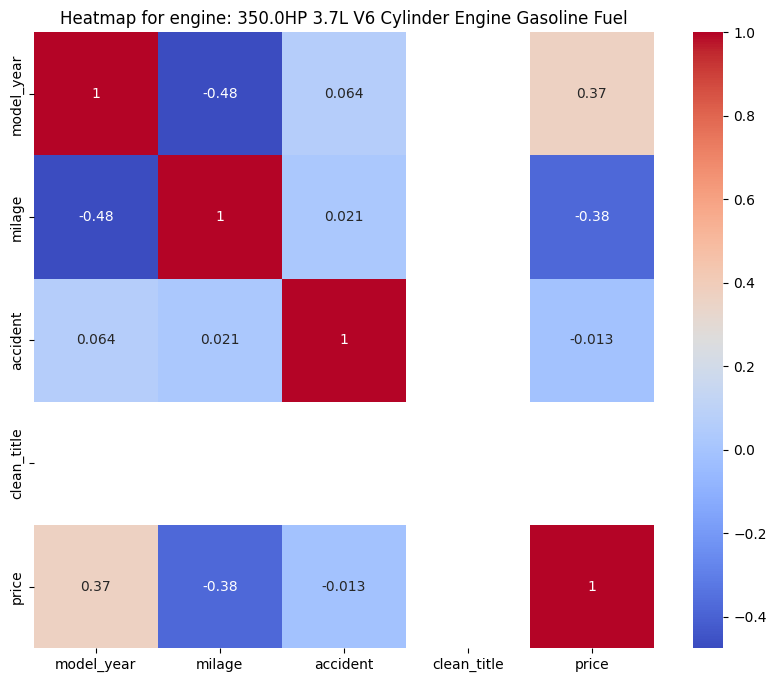 Heatmap for engine: 350.0HP 3.7L V6 Cylinder Engine Gasoline Fuel
model_year
1
-0.48
0.064
0.37
milage
-0.48
1
0.021
-0.38
accident
0.064
0.021
1
-0.013
clean_title
price
0.37
-0.38
-0.013
1
model_year
milage
accident
clean_title
price
1.0
0.8
0.6
0.4
0.2
0.0
−0.2
−0.4